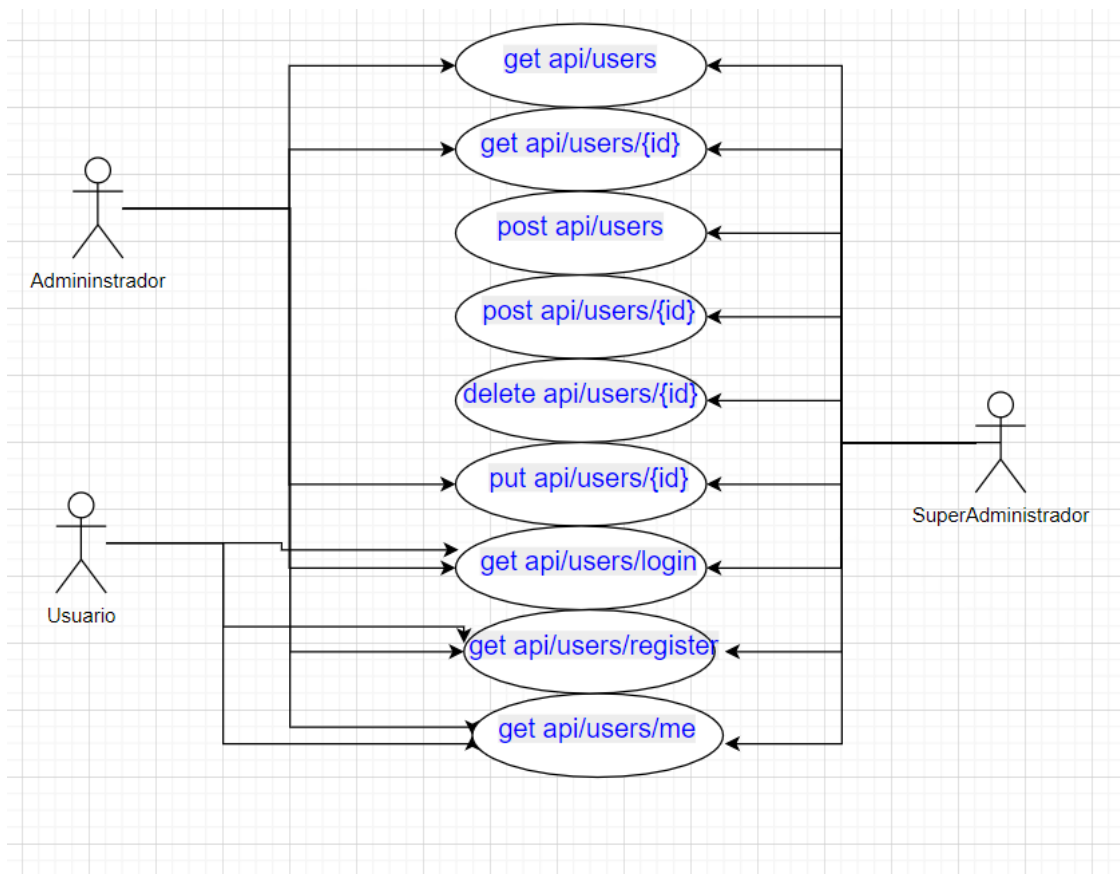 get api/users
get api/users/{id}
post api/users
Admininstrador
post api/users/{id}
delete api/users/{id}
put api/users/{id}
SuperAdministrador
get api/users/login
Usuario
get api/users/register
get api/users/me